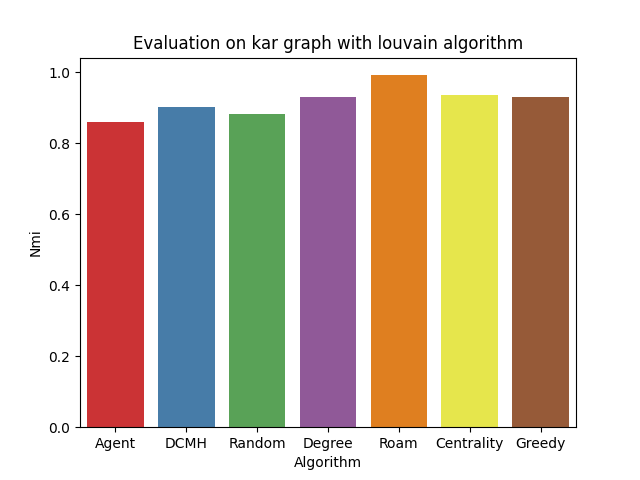 Evaluation on kar graph with louvain algorithm
1.0
0.8
0.6
0.4
0.2
0.0
Nmi
Agent DCMH Random Degree Roam Centrality Greedy
Algorithm